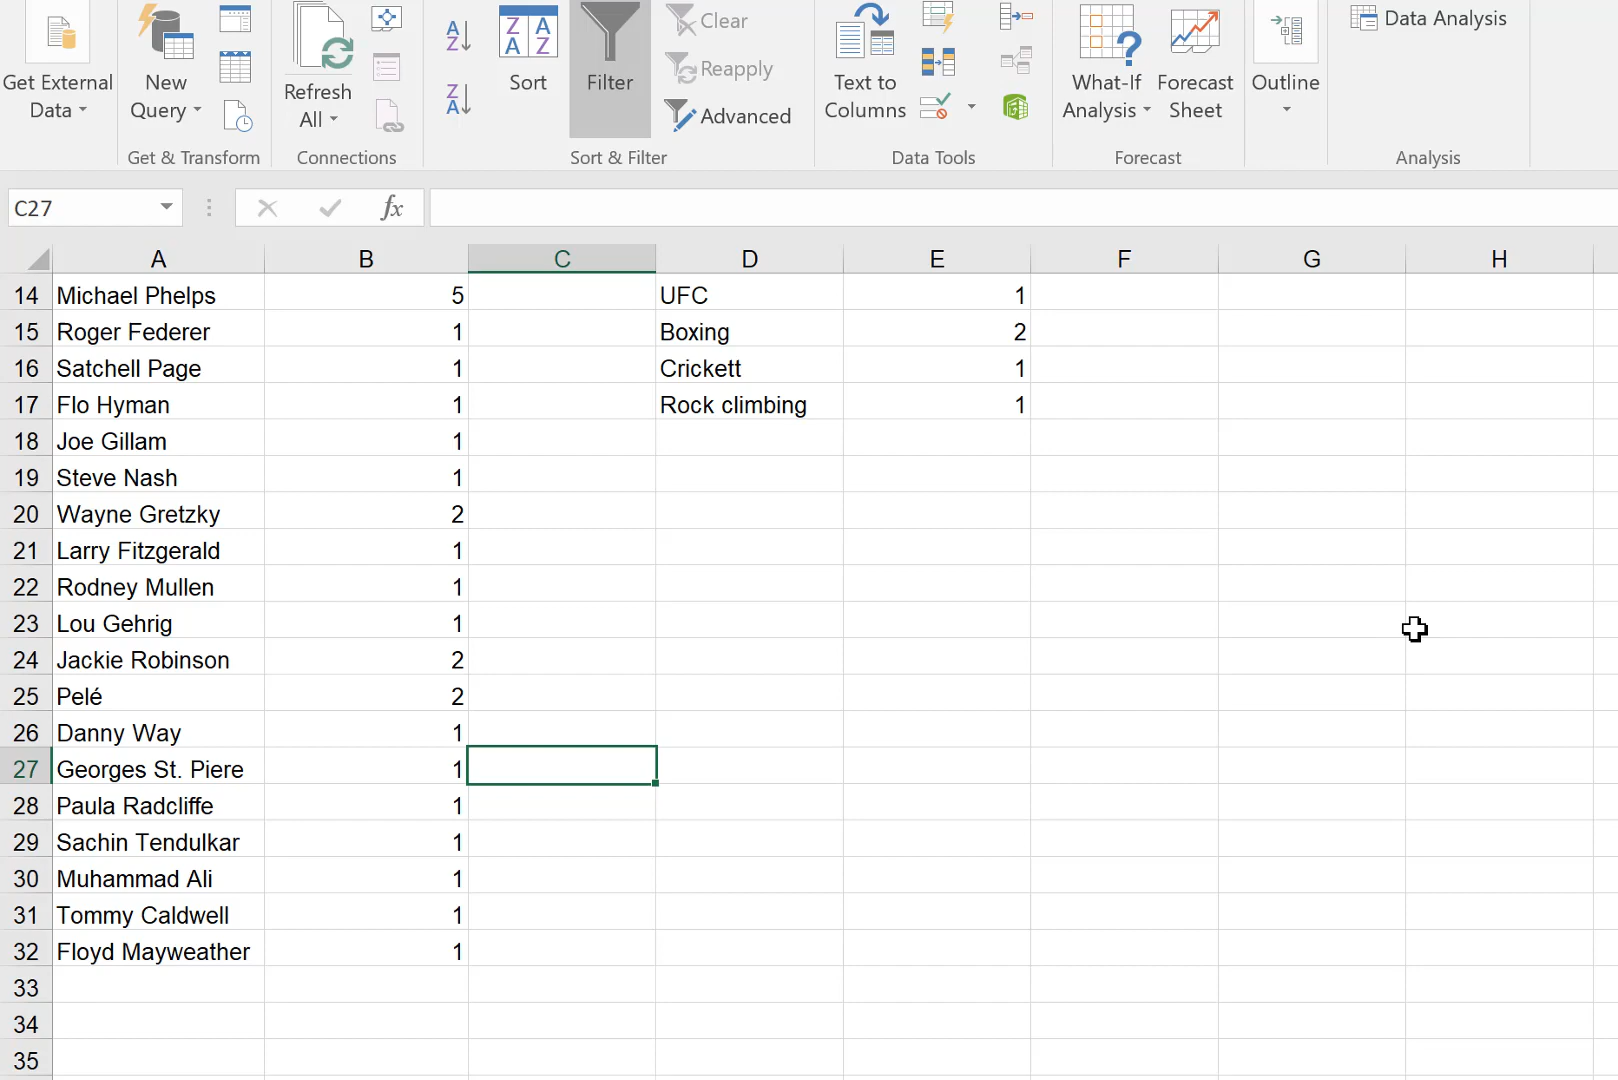 Get External Data
New Query
Refresh All
Get & Transform
Connections
A Z
Z A
Z A A Z
Sort
Filter
Clear
Reapply
Advanced
Sort & Filter
Text to Columns
Data Tools
What-If Analysis
Forecast Sheet
Forecast
Outline
Data Analysis
Analysis
C27
fx
A B C D E F G H
14 Michael Phelps 5 UFC 1
15 Roger Federer 1 Boxing 2
16 Satchell Page 1 Crickett 1
17 Flo Hyman 1 Rock climbing 1
18 Joe Gillam 1
19 Steve Nash 1
20 Wayne Gretzky 2
21 Larry Fitzgerald 1
22 Rodney Mullen 1
23 Lou Gehrig 1
24 Jackie Robinson 2
25 Pelé 2
26 Danny Way 1
27 Georges St. Piere 1
28 Paula Radcliffe 1
29 Sachin Tendulkar 1
30 Muhammad Ali 1
31 Tommy Caldwell 1
32 Floyd Mayweather 1
33
34
35